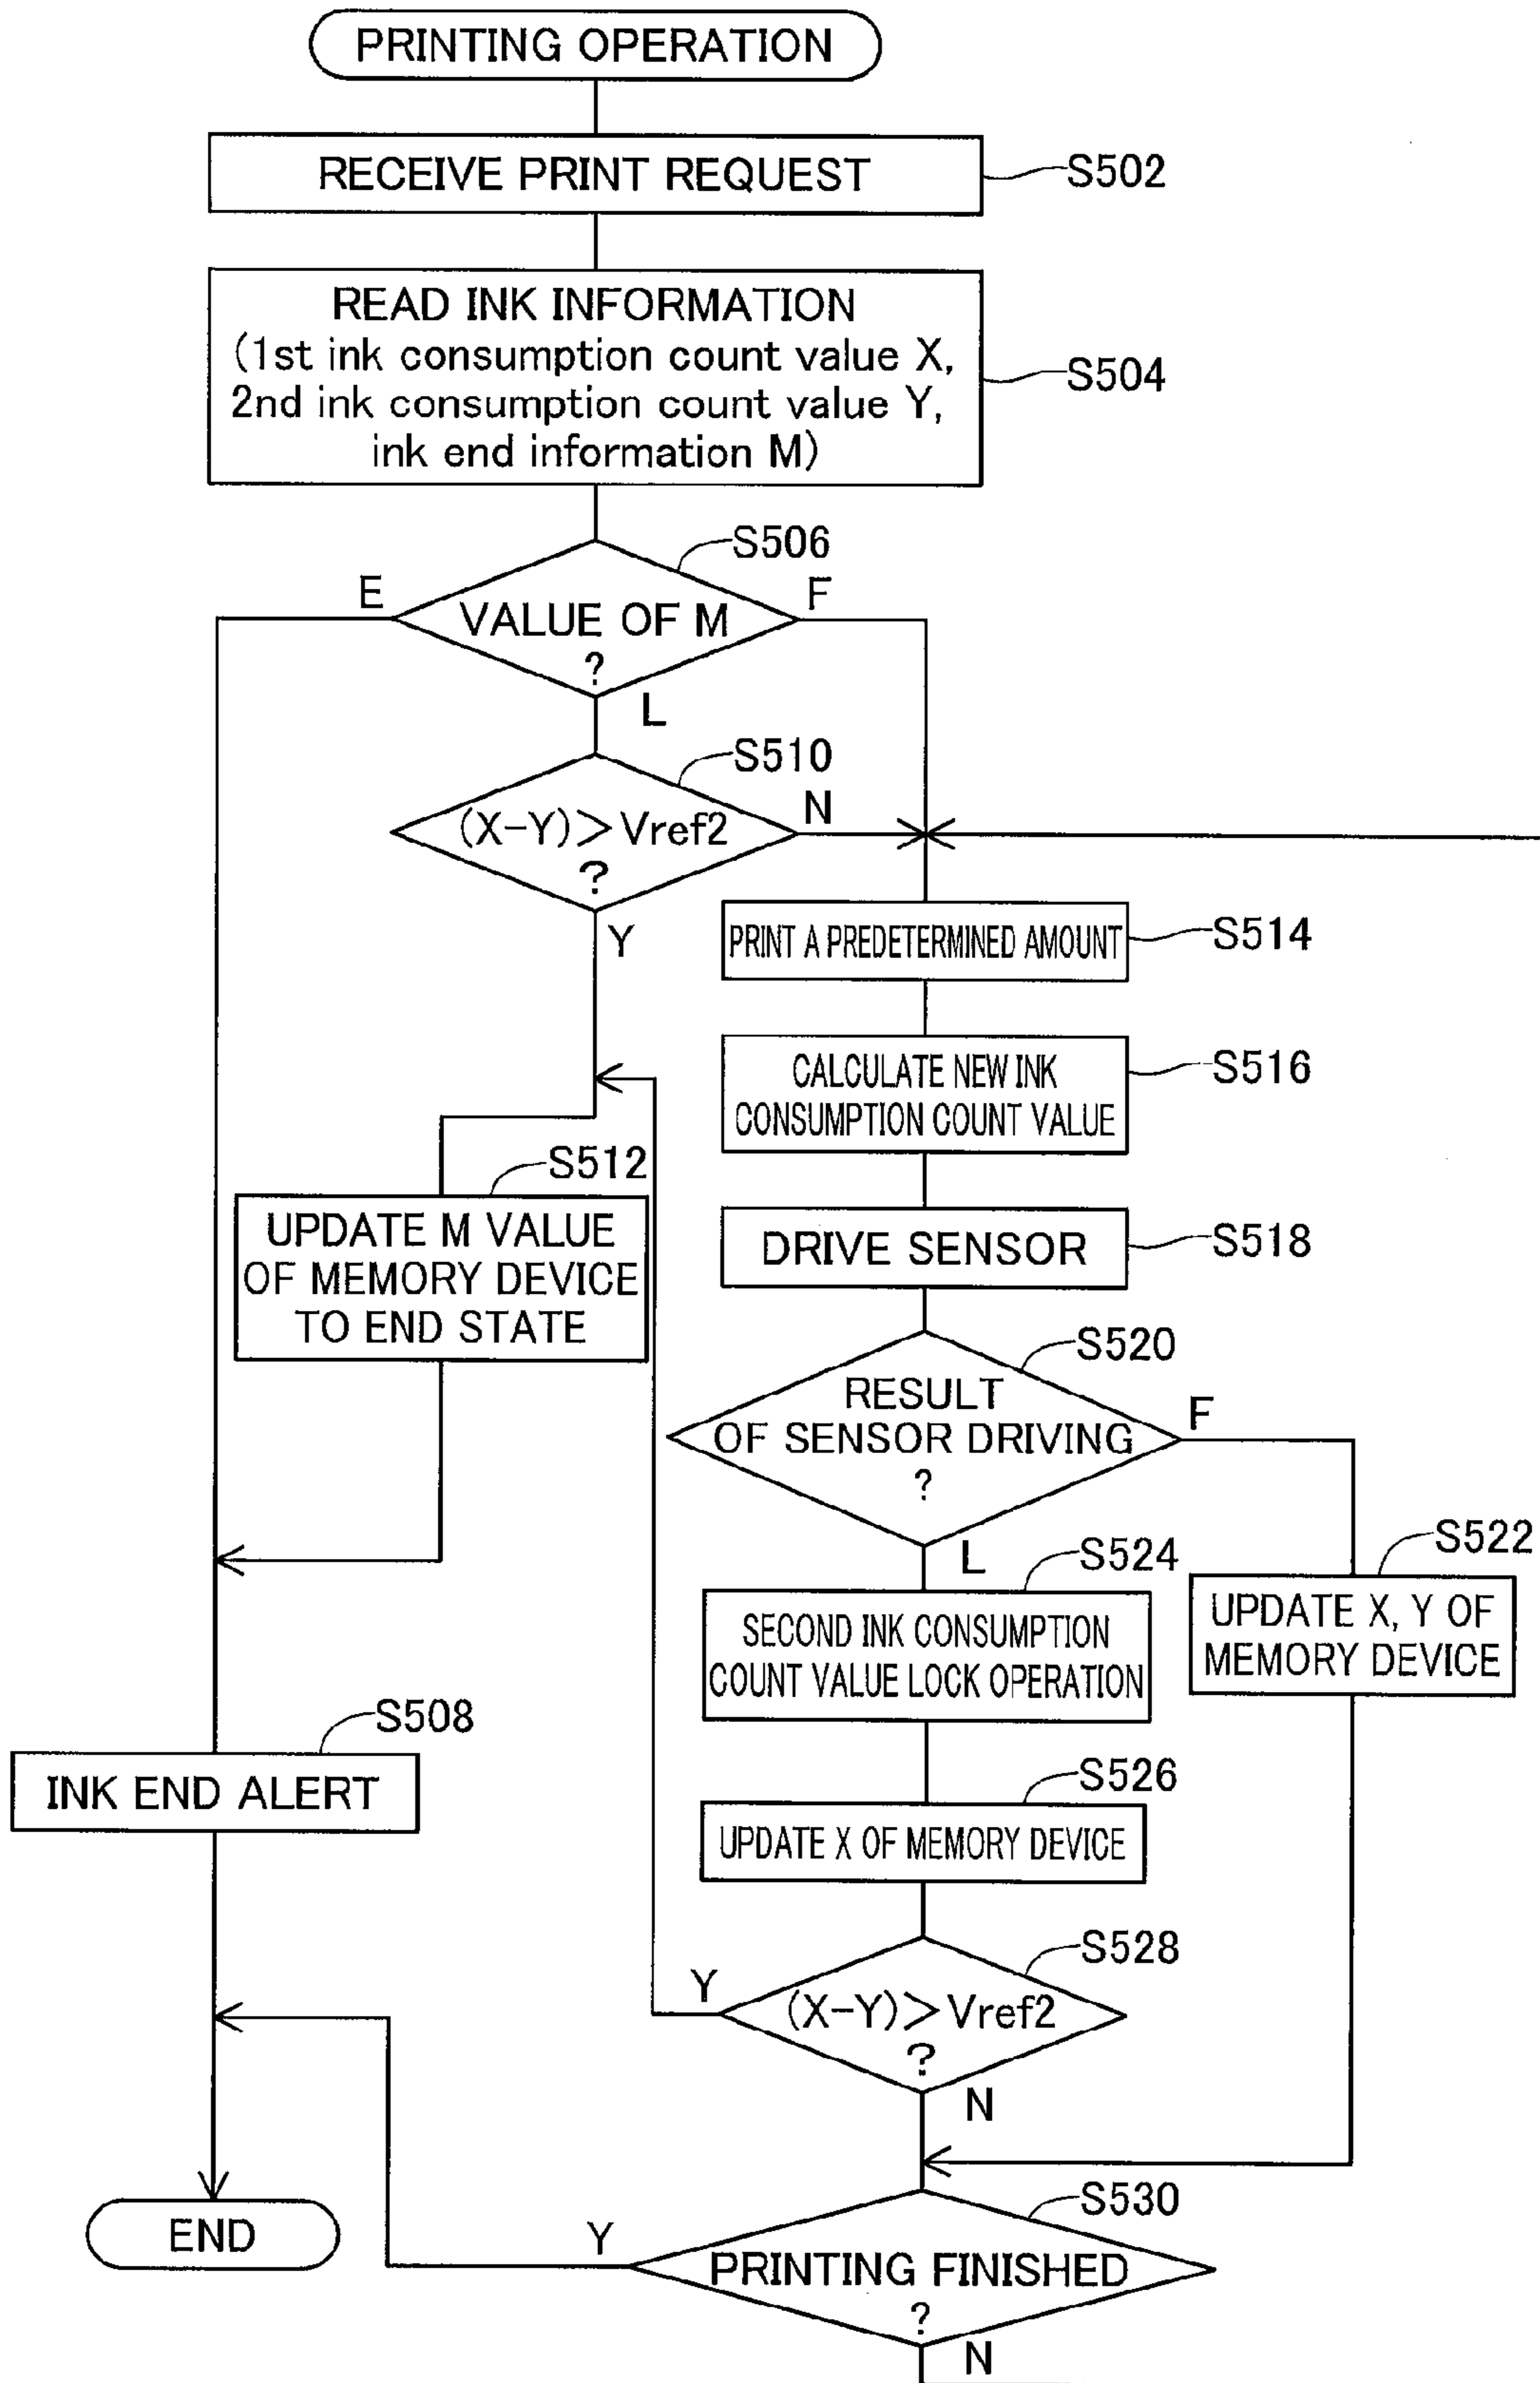 PRINTING OPERATION
RECEIVE PRINT REQUEST
S502
READ INK INFORMATION
(1st ink consumption count value X,
2nd ink consumption count value Y,
ink end information M)
S504
S506
E
F
VALUE OF M
?
L
S510
N
(X-Y)>Vref2
?
Y
PRINT A PREDETERMINED AMOUNT
S514
CALCULATE NEW INK
CONSUMPTION COUNT VALUE
S516
S512
UPDATE M VALUE
OF MEMORY DEVICE
TO END STATE
DRIVE SENSOR
S518
S520
RESULT
OF SENSOR DRIVING
?
F
L
S524
SECOND INK CONSUMPTION
COUNT VALUE LOCK OPERATION
S522
UPDATE X, Y OF
MEMORY DEVICE
S508
INK END ALERT
S526
UPDATE X OF MEMORY DEVICE
S528
Y
(X-Y)>Vref2
?
N
S530
END
Y
PRINTING FINISHED
?
N